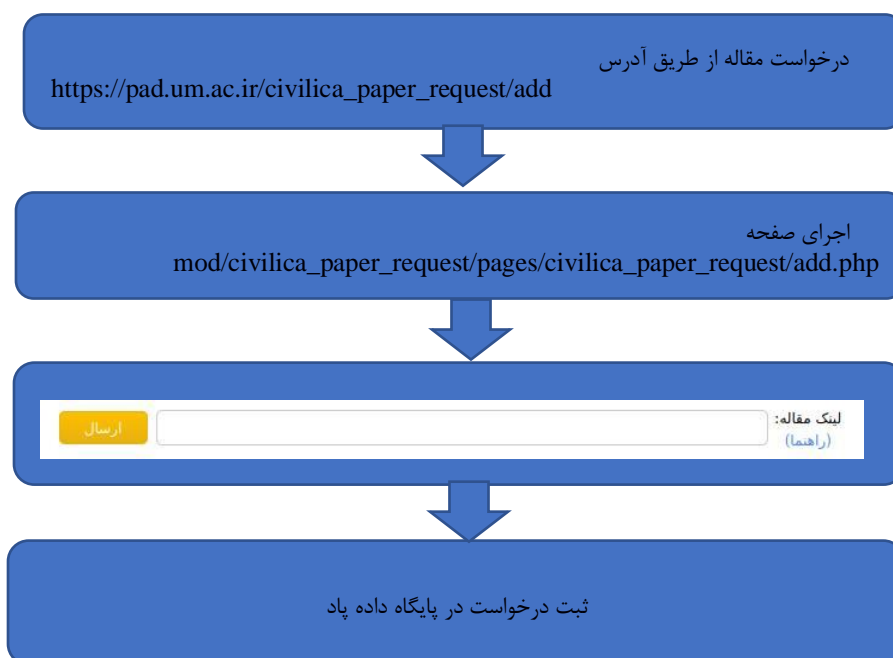 درخواست مقاله از طریق آدرس
https://pad.um.ac.ir/civilica_paper_request/add
اجرای صفحه
mod/civilica_paper_request/pages/civilica_paper_request/add.php
لینک مقاله:
ارسال
(راهنما)
ثبت درخواست در پایگاه داده پاد